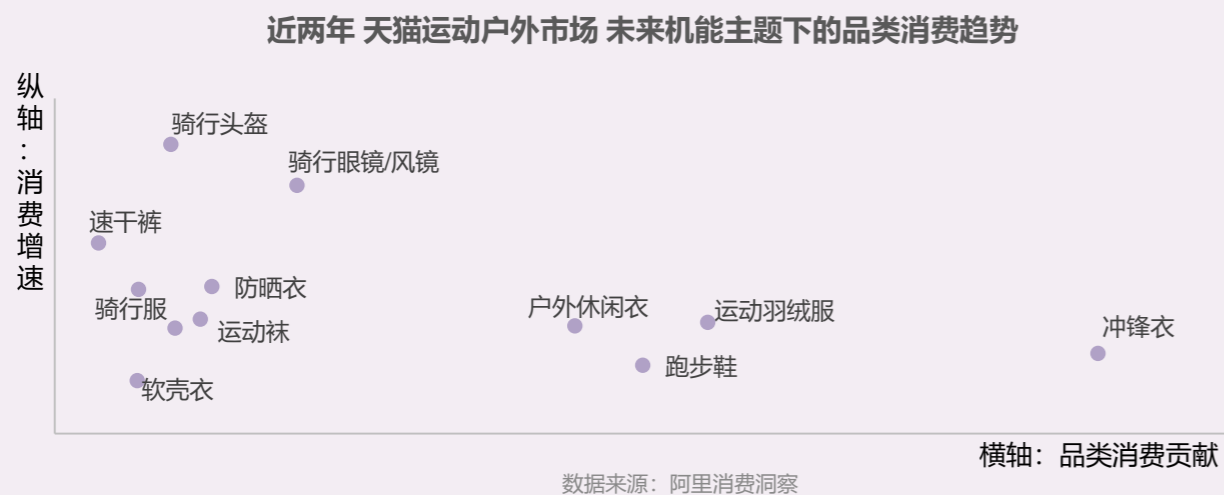 近两年 天猫运动户外市场 未来机能主题下的品类消费趋势
纵轴：消费增速
骑行头盔
骑行眼镜/风镜
速干裤
防晒衣
骑行服
运动袜
户外休闲衣
运动羽绒服
冲锋衣
跑步鞋
软壳衣
横轴：品类消费贡献
数据来源：阿里消费洞察